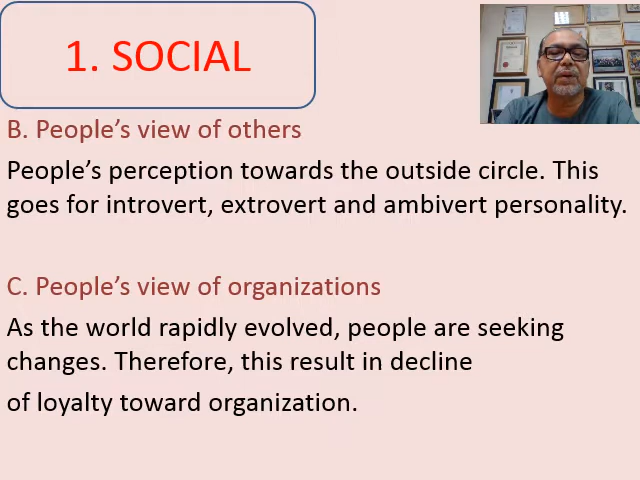 1. SOCIAL
B. People's view of others
People's perception towards the outside circle. This
goes for introvert, extrovert and ambivert personality.
C. People's view of organizations
As the world rapidly evolved, people are seeking
changes. Therefore, this result in decline
of loyalty toward organization.